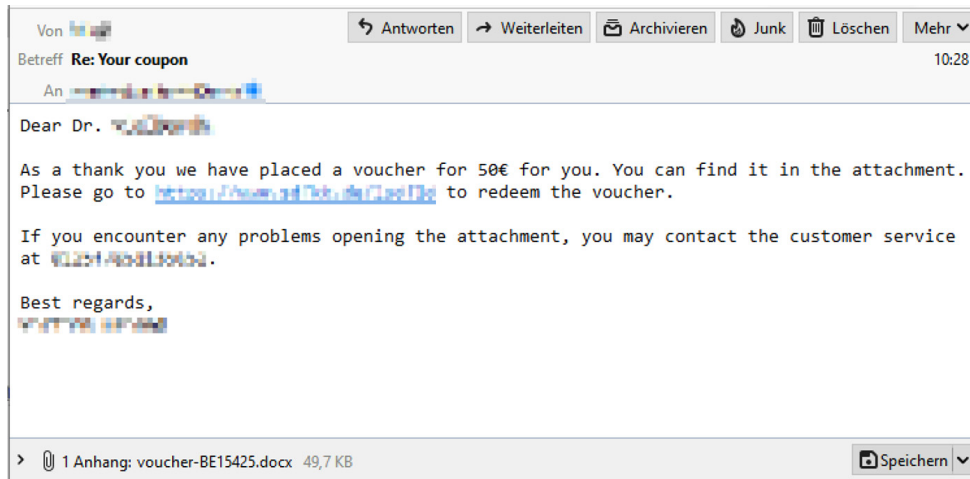 Von
Antworten Weiterleiten Archivieren Junk Löschen Mehr
Betreff Re: Your coupon 10:28
An
Dear Dr.
As a thank you we have placed a voucher for 50€ for you. You can find it in the attachment.
Please go to to redeem the voucher.
If you encounter any problems opening the attachment, you may contact the customer service
at .
Best regards,
1 Anhang: voucher-BE15425.docx 49,7 KB Speichern